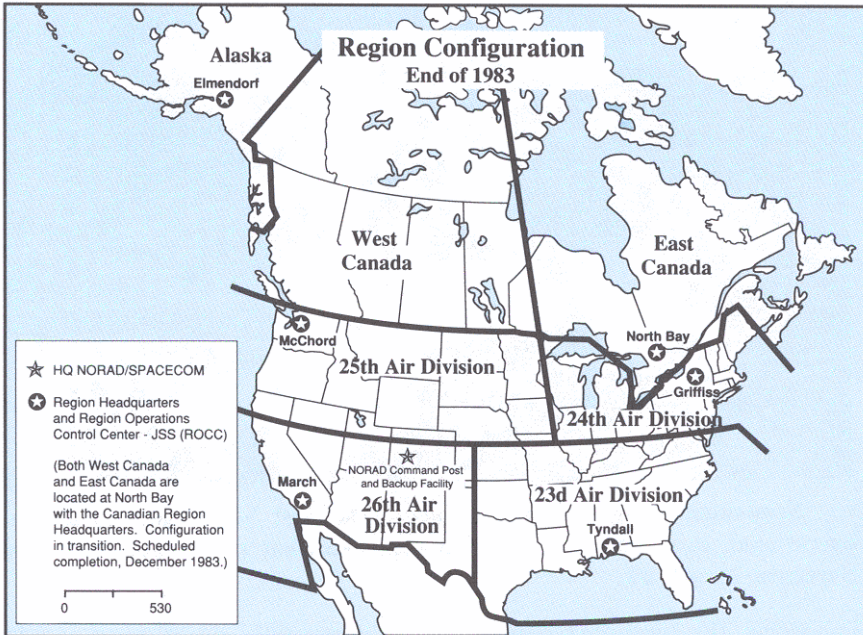 Region Configuration
End of 1983
Alaska
Elmendorf
West
Canada
East
Canada
McChord
North Bay
25th Air Division
Griffiss
24th Air Division
NORAD Command Post
and Backup Facility
March
26th Air
Division
23d Air Division
Tyndall
HQ NORAD/SPACECOM
Region Headquarters
and Region Operations
Control Center - JSS (ROCC)
(Both West Canada
and East Canada are
located at North Bay
with the Canadian Region
Headquarters. Configuration
in transition. Scheduled
completion, December 1983.)
0 530